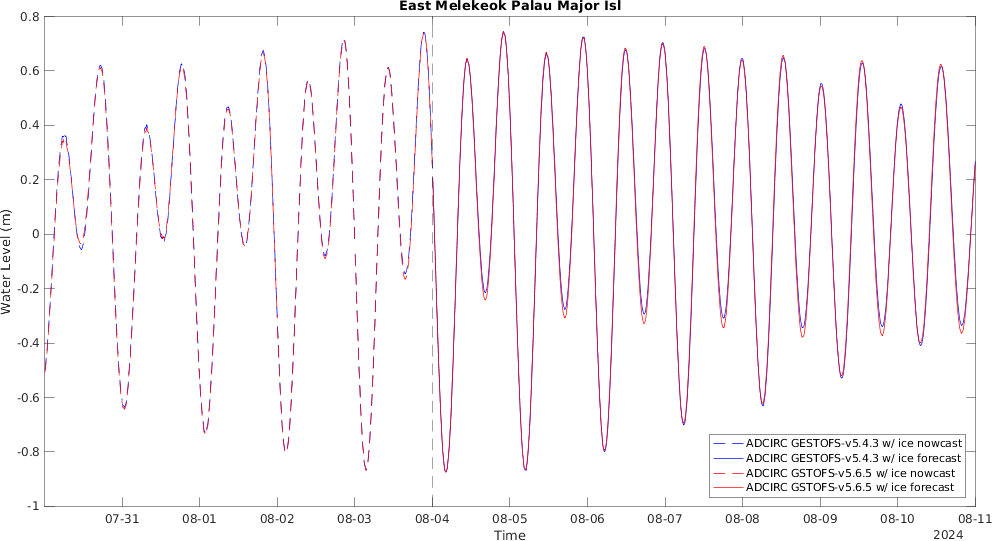 East Melekeok Palau Major Isl
0.8
0.6
0.4
0.2
0
-0.2
-0.4
-0.6
-0.8
-1
Water Level (m)
07-31 08-01 08-02 08-03 08-04 08-05 08-06 08-07 08-08 08-09 08-10 08-11
Time
2024
ADCIRC GESTOFS-v5.4.3 w/ ice nowcast
ADCIRC GESTOFS-v5.4.3 w/ ice forecast
ADCIRC GSTOFS-v5.6.5 w/ ice nowcast
ADCIRC GSTOFS-v5.6.5 w/ ice forecast